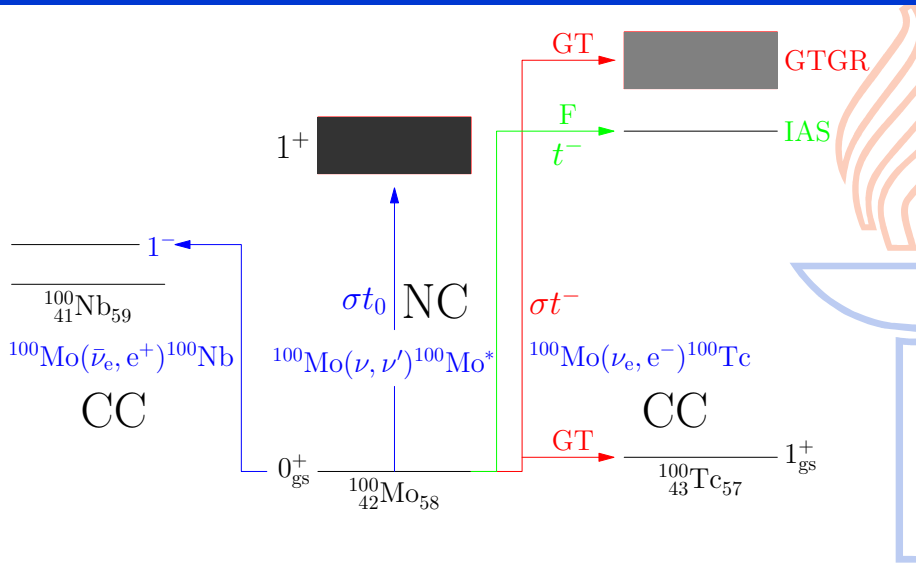 GT
GTGR
F
1⁺
t⁻
IAS
1⁻
σt₀ NC σt⁻
¹⁰⁰₄₁Nb₅₉
¹⁰⁰Mo(ν̄ₑ, e⁺)¹⁰⁰Nb ¹⁰⁰Mo(ν, ν′)¹⁰⁰Mo* ¹⁰⁰Mo(νₑ, e⁻)¹⁰⁰Tc
CC CC
GT
0⁺gs 1⁺gs
¹⁰⁰₄₂Mo₅₈ ¹⁰⁰₄₃Tc₅₇